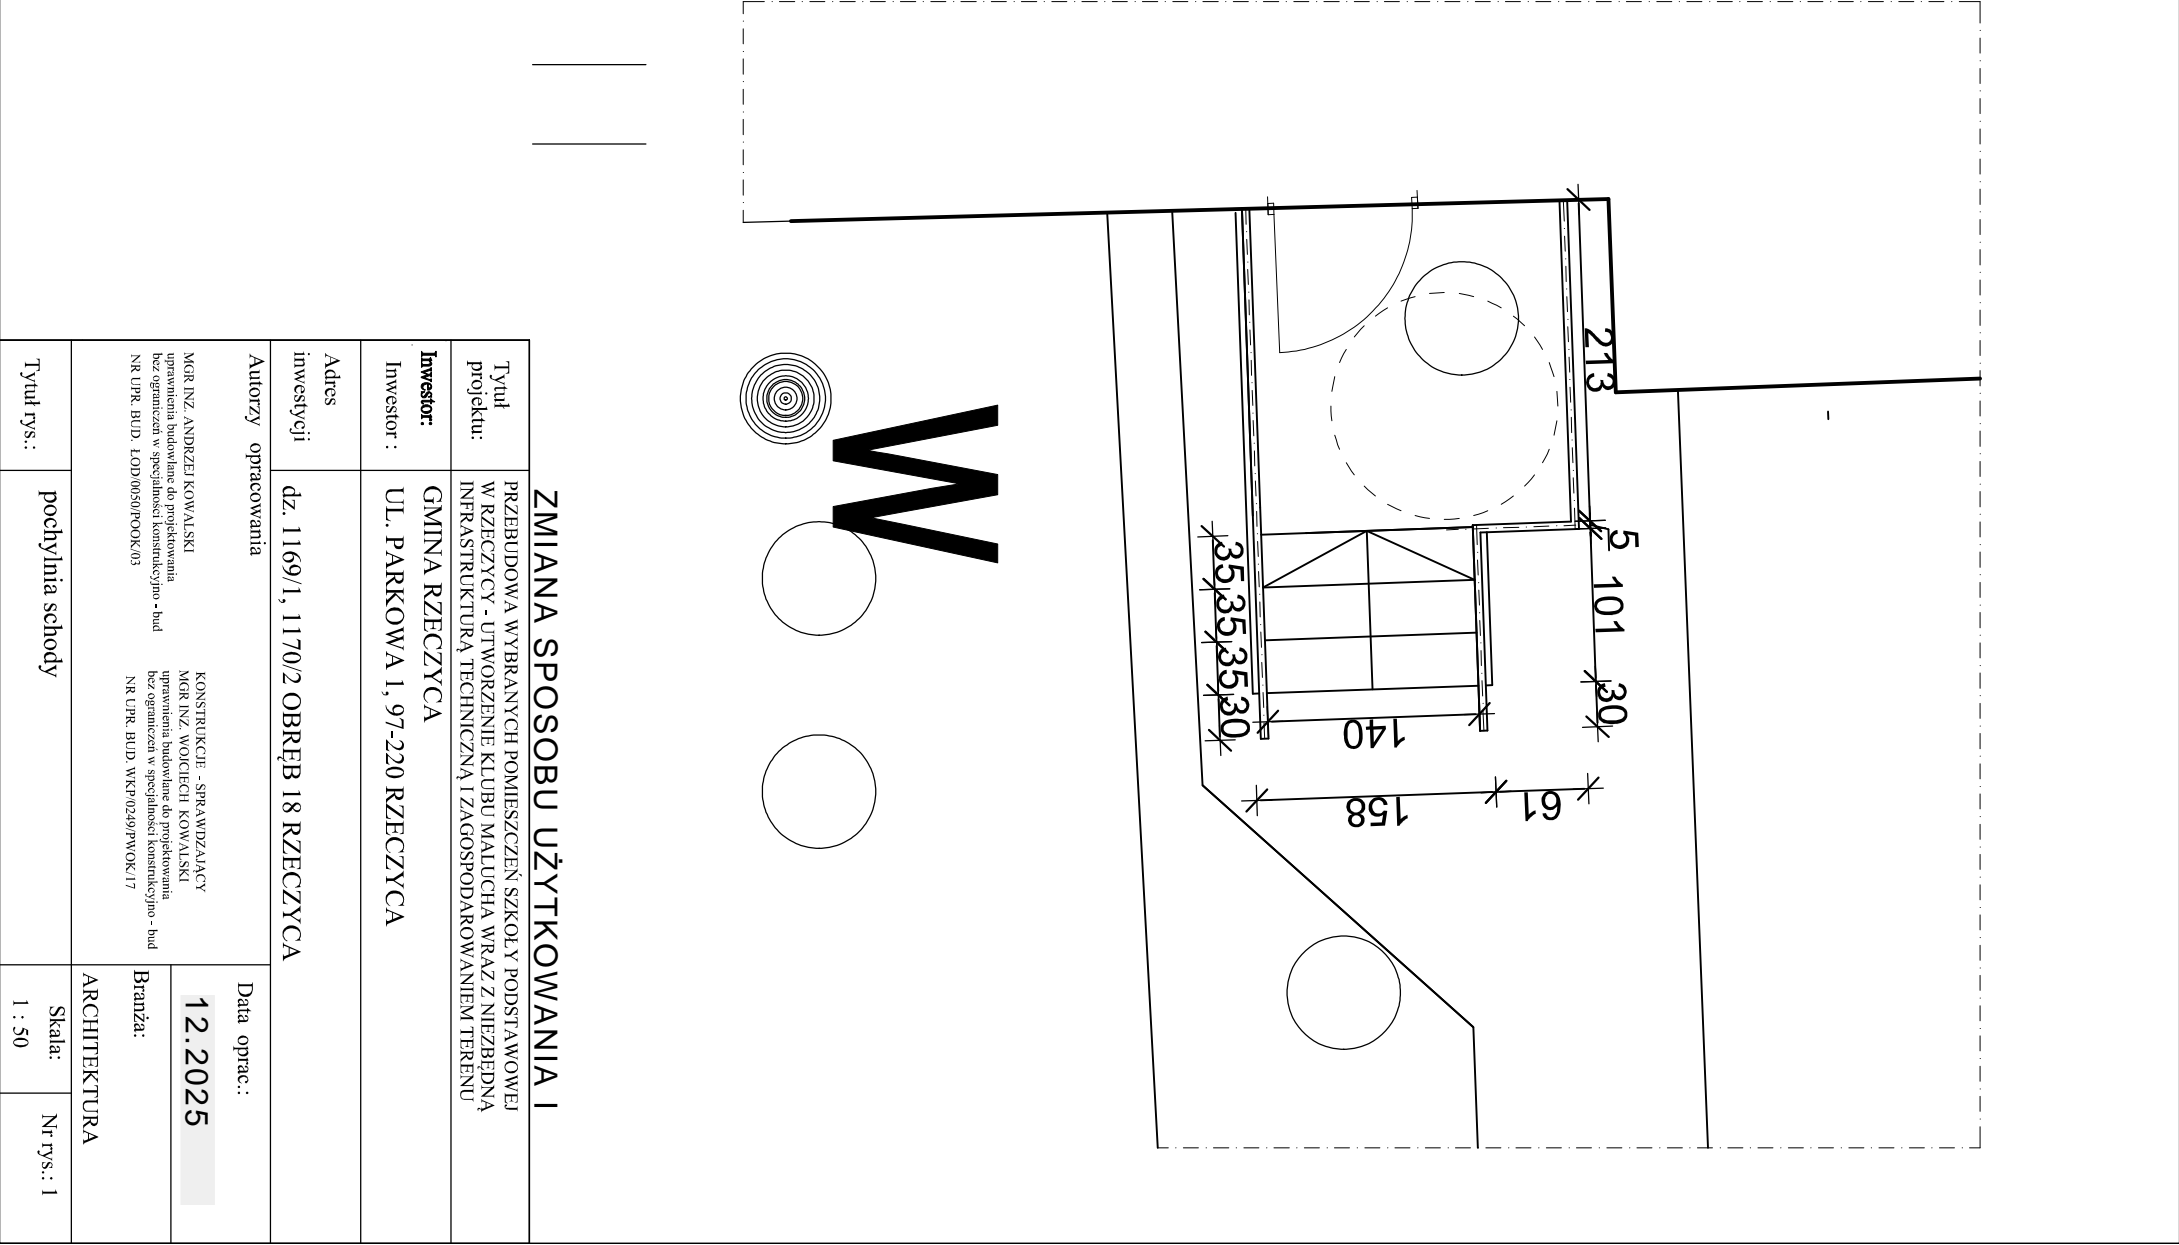 ZMIANA SPOSOBU UŻYTKOWANIA I
Tytuł
projektu:
PRZEBUDOWA WYBRANYCH POMIESZCZEŃ SZKOŁY PODSTAWOWEJ
W RZECZYCY - UTWORZENIE KLUBU MALUCHA WRAZ Z NIEZBĘDNĄ
INFRASTRUKTURĄ TECHNICZNĄ I ZAGOSPODAROWANIEM TERENU
Inwestor:
Inwestor :
GMINA RZECZYCA
UL. PARKOWA 1, 97-220 RZECZYCA
Adres
inwestycji
dz. 1169/1, 1170/2 OBRĘB 18 RZECZYCA
Autorzy opracowania
MGR INZ. ANDRZEJ KOWALSKI
uprawnienia budowlane do projektowania
bez ograniczeń w specjalności konstrukcyjno - bud
NR UPR. BUD. ŁOD/0050/POOK/03
KONSTRUKCJE - SPRAWDZAJĄCY
MGR INZ. WOJCIECH KOWALSKI
uprawnienia budowlane do projektowania
bez ograniczeń w specjalności konstrukcyjno - bud
NR UPR. BUD. WKP/0249/PWOK/17
Data oprac.:
12.2025
Branża:
ARCHITEKTURA
Tytuł rys.:
pochylnia schody
Skala:
1 : 50
Nr rys.: 1
W
213
5
101
30
35
35
35
30
140
158
61